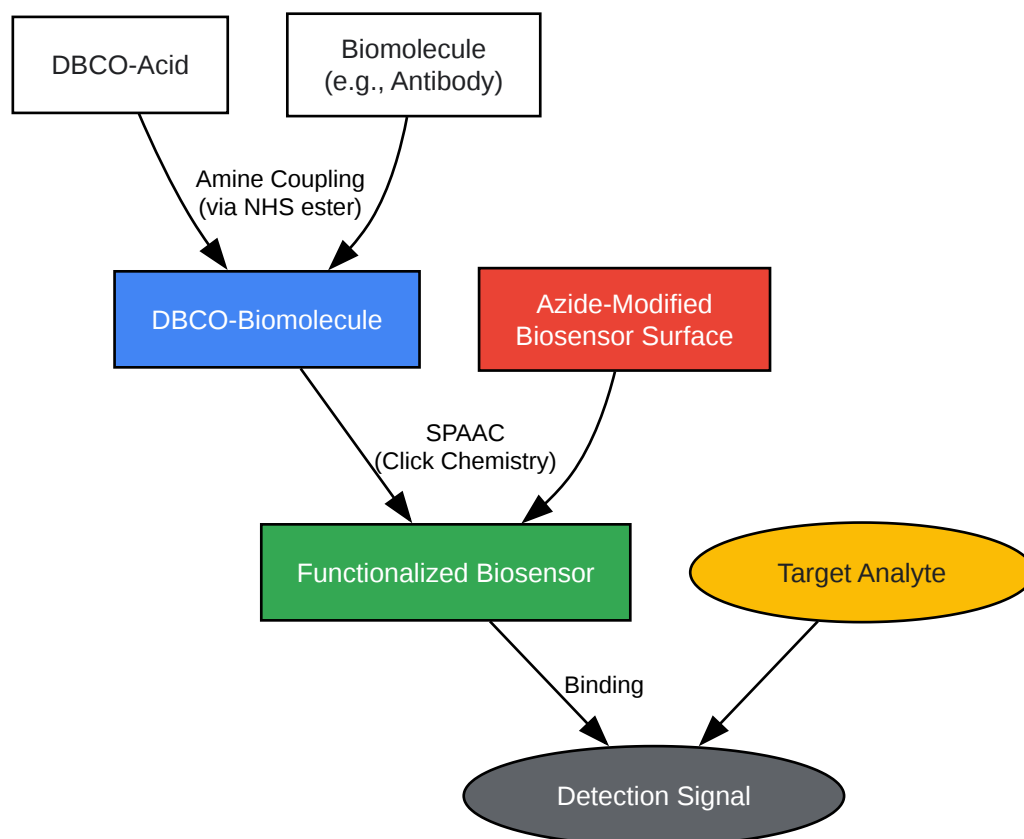 DBCO-Acid
Biomolecule
(e.g., Antibody)
Amine Coupling
(via NHS ester)
DBCO-Biomolecule
Azide-Modified
Biosensor Surface
SPAAC
(Click Chemistry)
Functionalized Biosensor
Target Analyte
Binding
Detection Signal